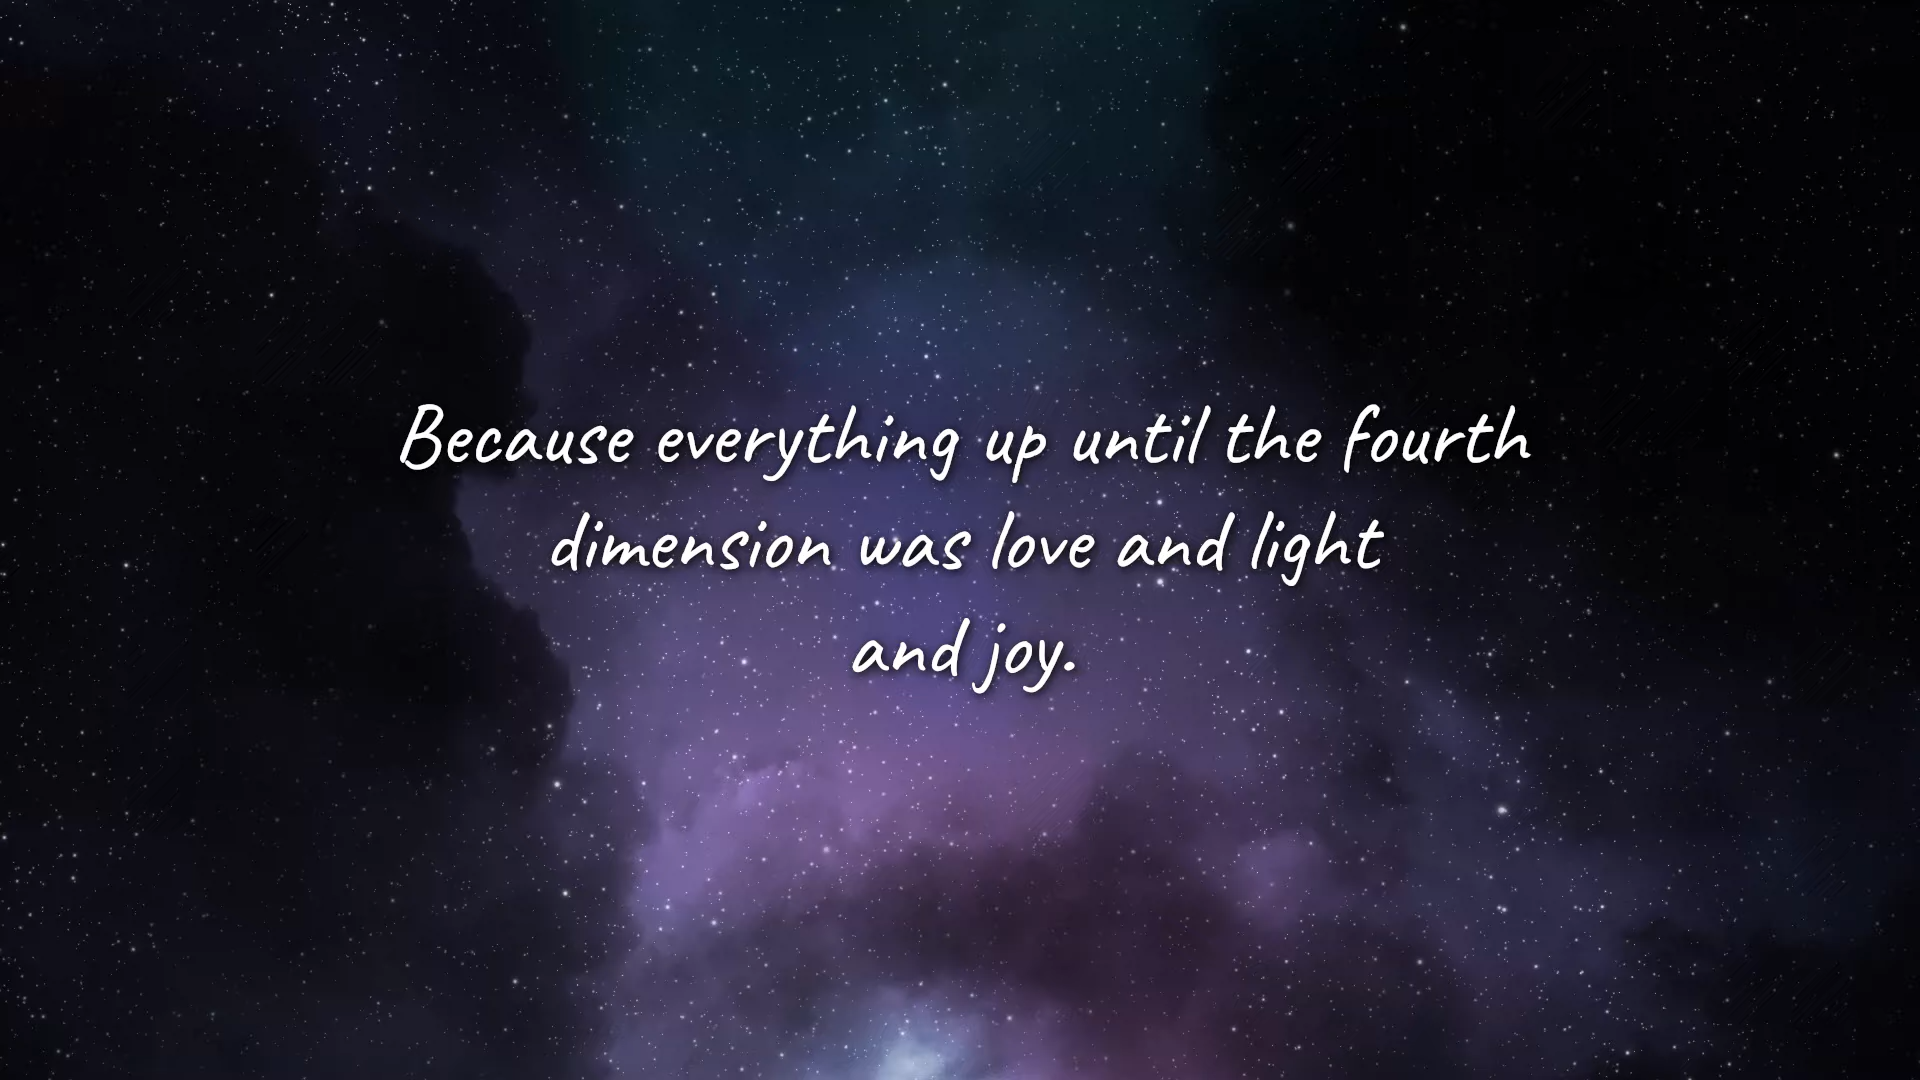 Because everything up until the fourth
dimension was love and light
and joy.